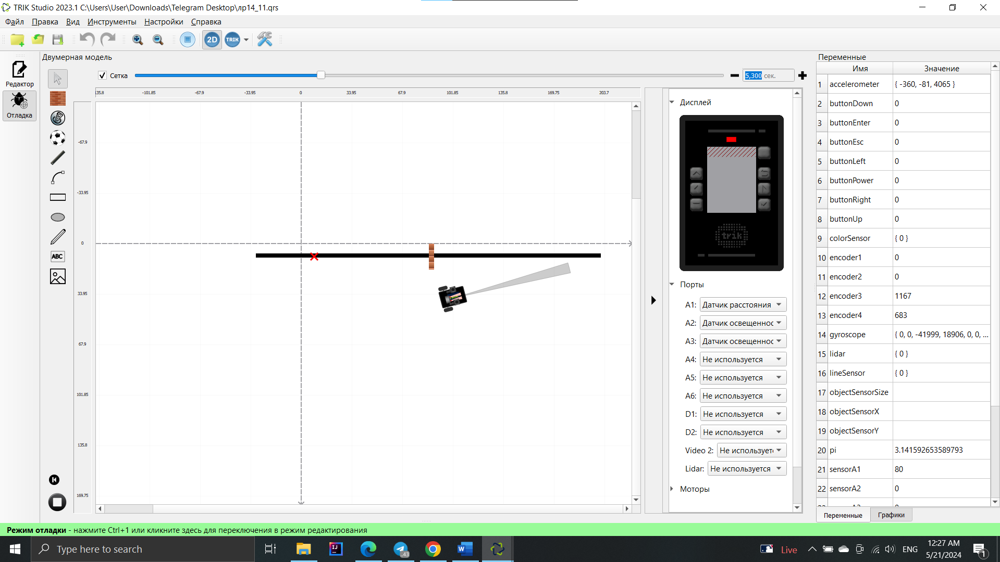 TRIK Studio 2023.1 C:\Users\User\Downloads\Telegram Desktop\лр14_11.qrs
Файл Правка Вид Инструменты Настройки Справка
2D TRIK
Двумерная модель
Редактор
Отладка
Сетка
5,300 сек.
135.8 -101.85 -67.9 -33.95 0 33.95 67.9 101.85 135.8 169.75 203.7
-67.9
-33.95
0
33.95
67.9
101.85
135.8
169.75
ABC
Дисплей
trik
Порты
A1: Датчик расстояния
A2: Датчик освещеннос
A3: Датчик освещеннос
A4: Не используется
A5: Не используется
A6: Не используется
D1: Не используется
D2: Не используется
Video 2: Не используетс
Lidar: Не используется
Моторы
Переменные
Имя Значение
1 accelerometer { -360, -81, 4065 }
2 buttonDown 0
3 buttonEnter 0
4 buttonEsc 0
5 buttonLeft 0
6 buttonPower 0
7 buttonRight 0
8 buttonUp 0
9 colorSensor { 0 }
10 encoder1 0
11 encoder2 0
12 encoder3 1167
13 encoder4 683
14 gyroscope { 0, 0, -41999, 18906, 0, 0, ...
15 lidar { 0 }
16 lineSensor { 0 }
17 objectSensorSize
18 objectSensorX
19 objectSensorY
20 pi 3.141592653589793
21 sensorA1 80
22 sensorA2 0
Переменные Графики
Режим отладки - нажмите Ctrl+1 или кликните здесь для переключения в режим редактирования
Type here to search
IJ
..43
W
Live
ENG
12:27 AM
5/21/2024
1